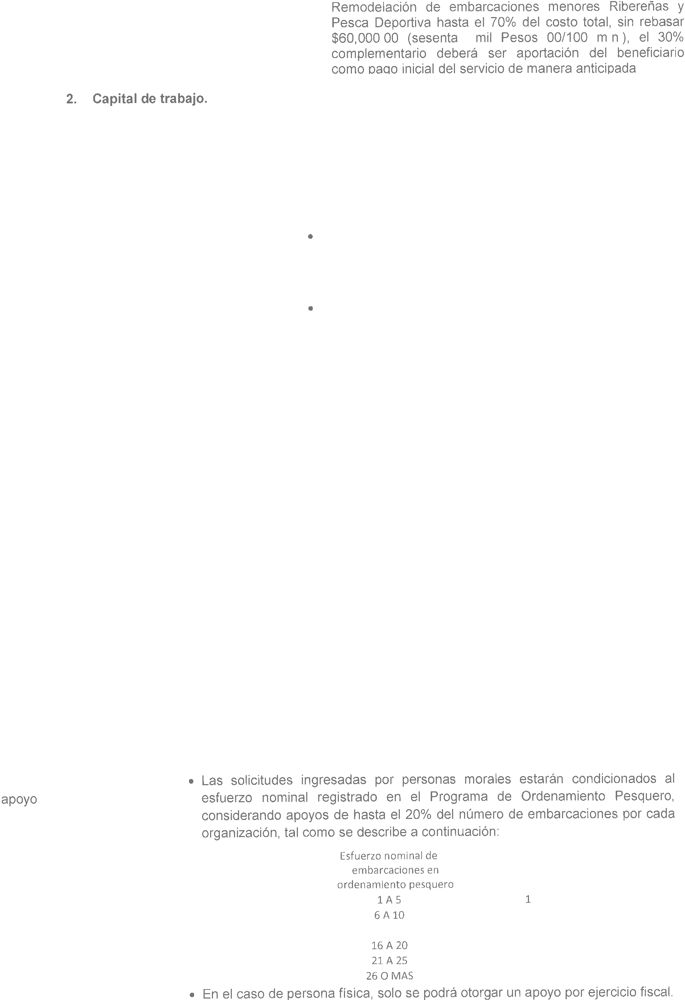 Remodelación de embarcaciones menores Ribereñas y
Pesca Deportiva hasta el 70% del costo total, sin rebasar
$60,000 00 (sesenta mil Pesos 00/100 m n ), el 30%
complementario deberá ser aportación del beneficiario
como pago inicial del servicio de manera anticipada
2. Capital de trabajo.
•
•
• Las solicitudes ingresadas por personas morales estarán condicionados al
apoyo
esfuerzo nominal registrado en el Programa de Ordenamiento Pesquero,
considerando apoyos de hasta el 20% del número de embarcaciones por cada
organización, tal como se describe a continuación:
Esfuerzo nominal de
embarcaciones en
ordenamiento pesquero
1 A 5 1
6 A 10
16 A 20
21 A 25
26 O MAS
• En el caso de persona física, solo se podrá otorgar un apoyo por ejercicio fiscal.